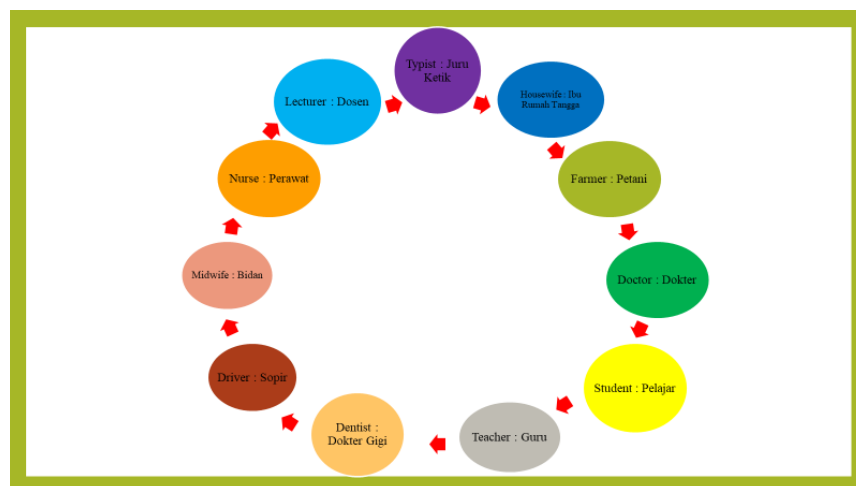 Typist : Juru
Ketik
Housewife : Ibu
Rumah Tangga
Farmer : Petani
Doctor : Dokter
Student : Pelajar
Teacher : Guru
Dentist :
Dokter Gigi
Driver : Sopir
Midwife : Bidan
Nurse : Perawat
Lecturer : Dosen